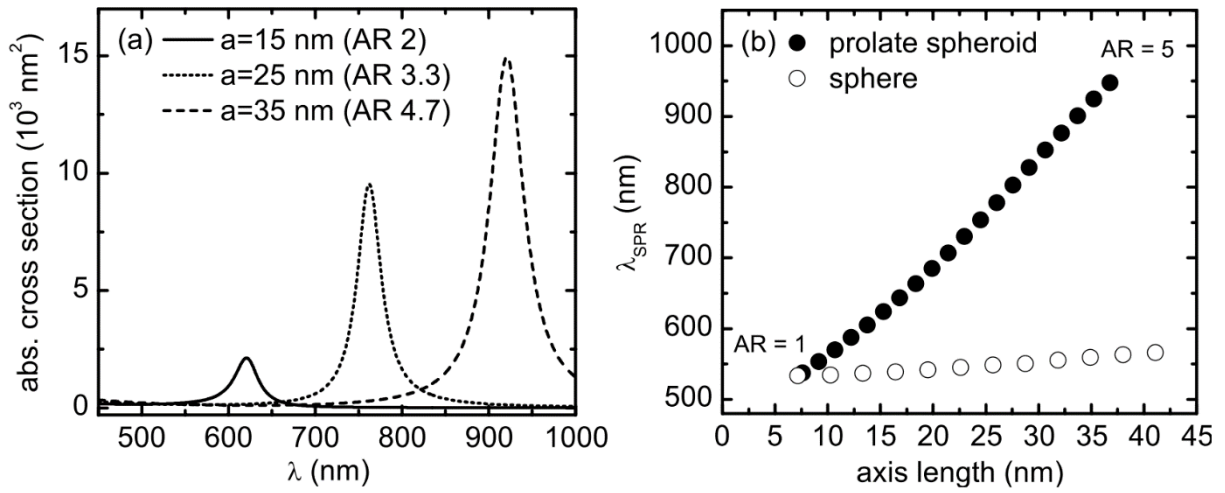 (a)
a=15 nm (AR 2)
a=25 nm (AR 3.3)
a=35 nm (AR 4.7)
15
10
5
0
abs. cross section (10³ nm²)
500 600 700 800 900 1000
λ (nm)
(b)
prolate spheroid
sphere
AR = 5
AR = 1
1000
900
800
700
600
500
λSPR (nm)
0 5 10 15 20 25 30 35 40 45
axis length (nm)